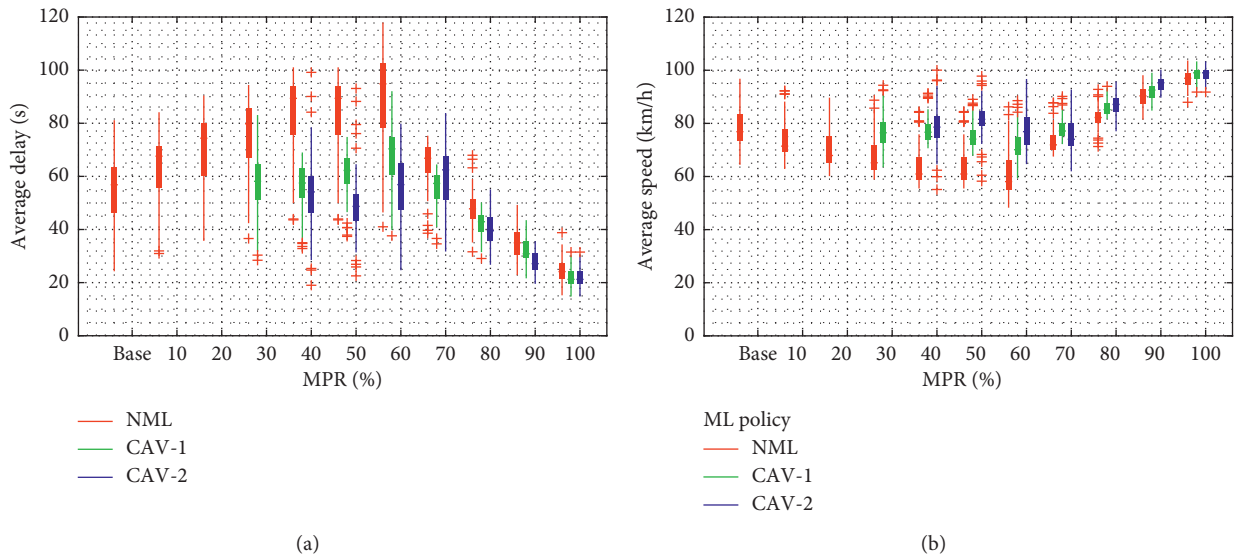 120
100
80
60
40
20
0
Average delay (s)
Base 10 20 30 40 50 60 70 80 90 100
MPR (%)
NML
CAV-1
CAV-2
(a)
120
100
80
60
40
20
0
Average speed (km/h)
Base 10 20 30 40 50 60 70 80 90 100
MPR (%)
ML policy
NML
CAV-1
CAV-2
(b)